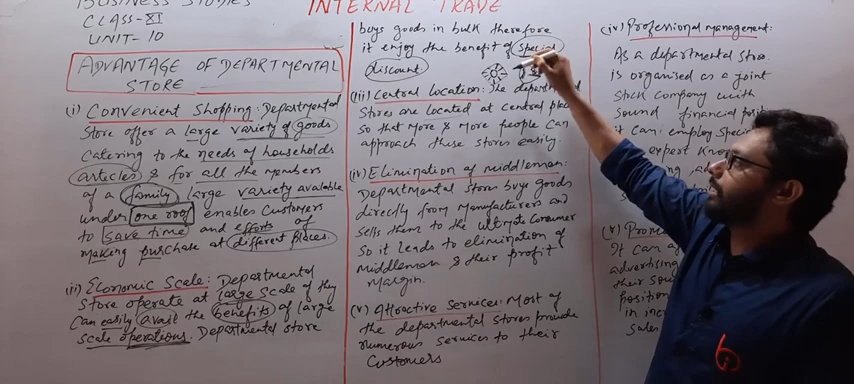 BUSINESS STUDIES
CLASS-XI
UNIT-10
INTERNAL TRADE
ADVANTAGE OF DEPARTMENTAL
STORE
(i) Convenient Shopping: Departmental
Store offer a large variety of goods
Catering to the needs of households
articles & for all the members
of a family large variety available
under one roof enables customers
to save time and efforts of
making purchase at different places.
(ii) Economic Scale: Departmental
Store operate at large scale of they
Can easily avail the benefits of large
scale operations. Departmental store
buys goods in bulk therefore
it enjoy the benefit of special
discount
(iii) Central location: The department
Stores are located at central place
so that more & more people can
approach these stores easily.
(iv) Elimination of middleman:
Departmental Stores buys goods
directly from manufacturers and
sells them to the ultimate consumer
so it leads to elimination of
middleman & their profit
margin.
(v) Attractive Services: Most of
the departmental stores provide
numerous services to their
customers
(iv) Professional management:
As a departmental store
is organised as a joint
stock company with
sound financial
it can employ
expert
(v)
It can
advertising
their
position
in
sales